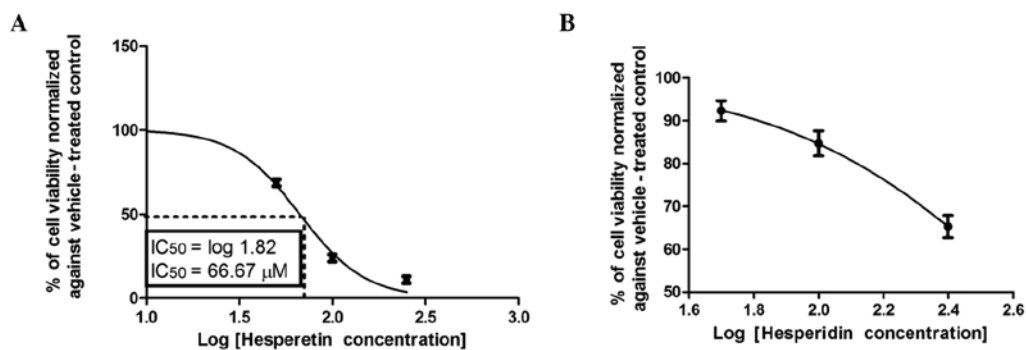 A
% of cell viability normalized
against vehicle-treated control
150
100
50
0
IC50 = log 1.82
IC50 = 66.67 µM
1.0 1.5 2.0 2.5 3.0
Log [Hesperetin concentration]
B
% of cell viability normalized
against vehicle-treated control
100
90
80
70
60
50
1.6 1.8 2.0 2.2 2.4 2.6
Log [Hesperidin concentration]